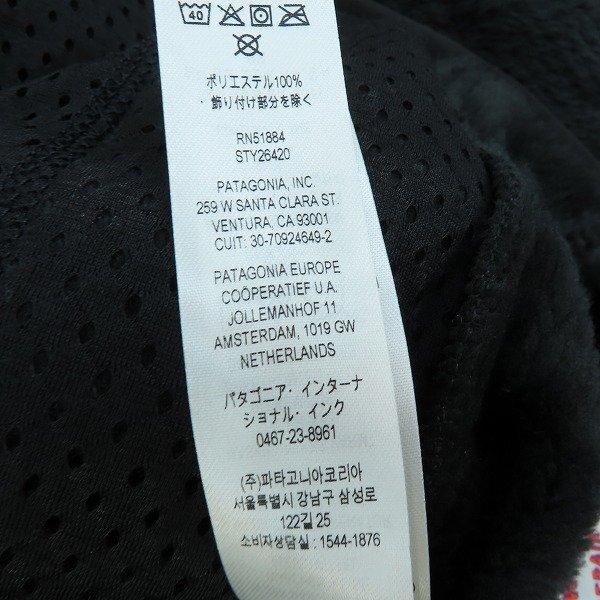 40
ポリエステル100%
・飾り付け部分を除く
RN51884
STY26420
PATAGONIA, INC.
259 W SANTA CLARA ST.
VENTURA, CA 93001
CUIT: 30-70924649-2
PATAGONIA EUROPE
COÖPERATIEF U.A.
JOLLEMANHOF 11
AMSTERDAM, 1019 GW
NETHERLANDS
パタゴニア・インターナ
ショナル・インク
0467-23-8961
(주)파타고니아코리아
서울특별시 강남구 삼성로
122길 25
소비자상담실 : 1544-1876